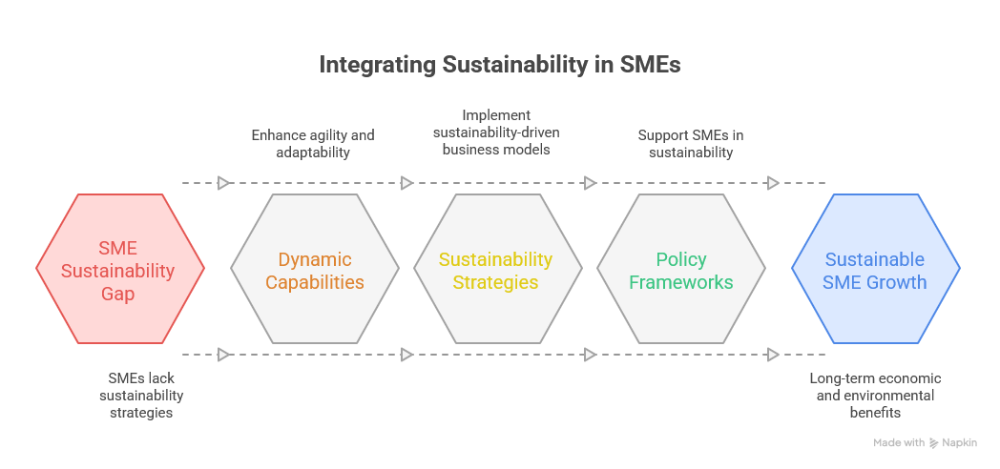 Integrating Sustainability in SMEs
Implement
sustainability-driven
business models
Enhance agility and
adaptability
Support SMEs in
sustainability
SME
Sustainability
Gap
Dynamic
Capabilities
Sustainability
Strategies
Policy
Frameworks
Sustainable
SME Growth
SMEs lack
sustainability
strategies
Long-term economic
and environmental
benefits
Made with Napkin